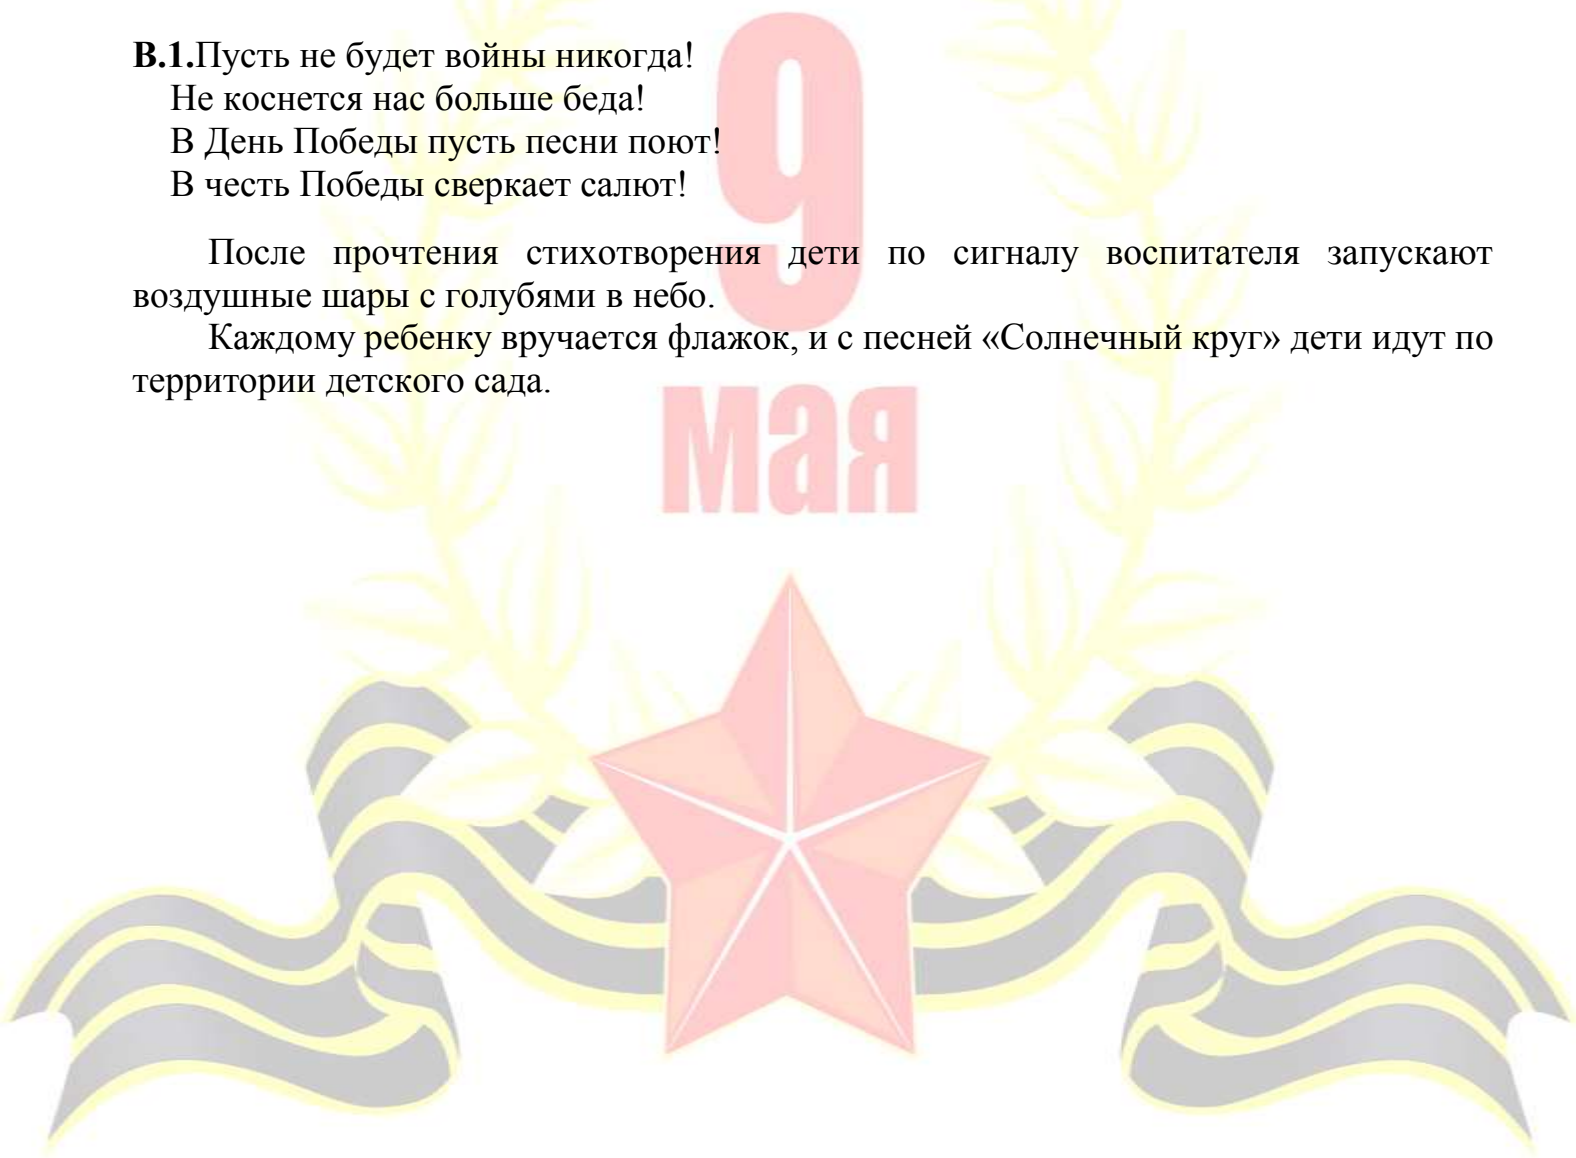 В.1.Пусть не будет войны никогда!
Не коснется нас больше беда!
В День Победы пусть песни поют!
В честь Победы сверкает салют!
После прочтения стихотворения дети по сигналу воспитателя запускают
воздушные шары с голубями в небо.
Каждому ребенку вручается флажок, и с песней «Солнечный круг» дети идут по
территории детского сада.
9
мая